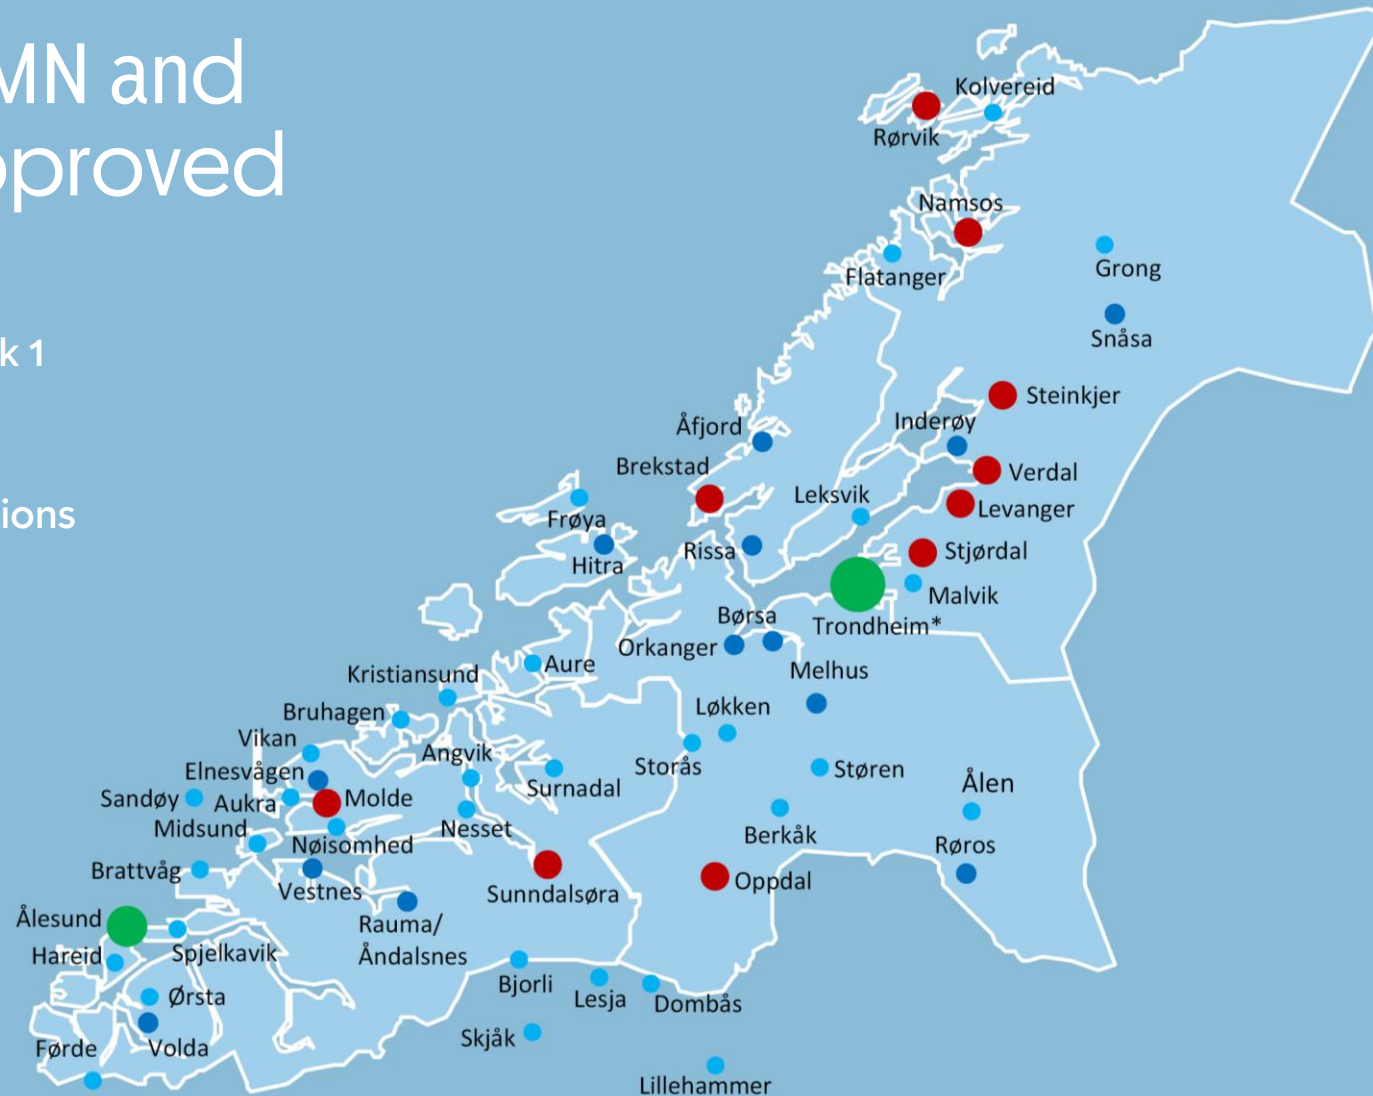 MN and
pproved
k 1
ions
Kolvereid
Rørvik
Namsos
Flatanger
Grong
Snåsa
Steinkjer
Inderøy
Åfjord
Brekstad
Verdal
Leksvik
Levanger
Frøya
Rissa
Stjørdal
Hitra
Malvik
Børsa
Trondheim*
Orkanger
Aure
Melhus
Kristiansund
Løkken
Bruhagen
Vikan
Angvik
Storås
Støren
Elnesvågen
Surnadal
Ålen
Sandøy
Aukra
Molde
Midsund
Nesset
Berkåk
Nøisomhed
Røros
Brattvåg
Vestnes
Sunndalsøra
Oppdal
Ålesund
Rauma/
Åndalsnes
Hareid
Spjelkavik
Bjorli
Ørsta
Lesja
Dombås
Skjåk
Førde
Volda
Lillehammer